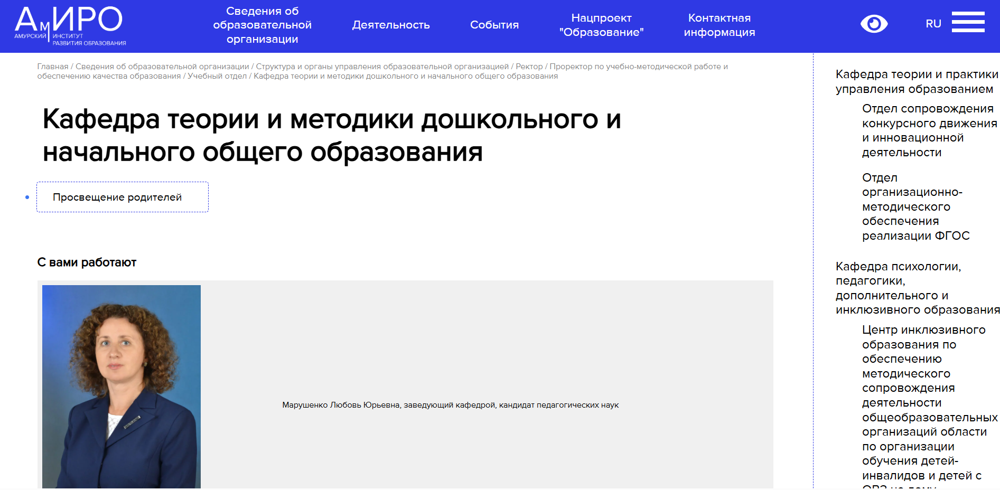 АмИРО
АМУРСКИЙ ИНСТИТУТ
РАЗВИТИЯ ОБРАЗОВАНИЯ
Сведения об
образовательной
организации
Деятельность
События
Нацпроект
"Образование"
Контактная
информация
RU
Главная / Сведения об образовательной организации / Структура и органы управления образовательной организацией / Ректор / Проректор по учебно-методической работе и
обеспечению качества образования / Учебный отдел / Кафедра теории и методики дошкольного и начального общего образования
Кафедра теории и методики дошкольного и
начального общего образования
Просвещение родителей
С вами работают
Марушенко Любовь Юрьевна, заведующий кафедрой, кандидат педагогических наук
Кафедра теории и практики
управления образованием
Отдел сопровождения
конкурсного движения
и инновационной
деятельности
Отдел
организационно-
методического
обеспечения
реализации ФГОС
Кафедра психологии,
педагогики,
дополнительного и
инклюзивного образования
Центр инклюзивного
образования по
обеспечению
методического
сопровождения
деятельности
общеобразовательных
организаций области
по организации
обучения детей-
инвалидов и детей с
ОВЗ на дому